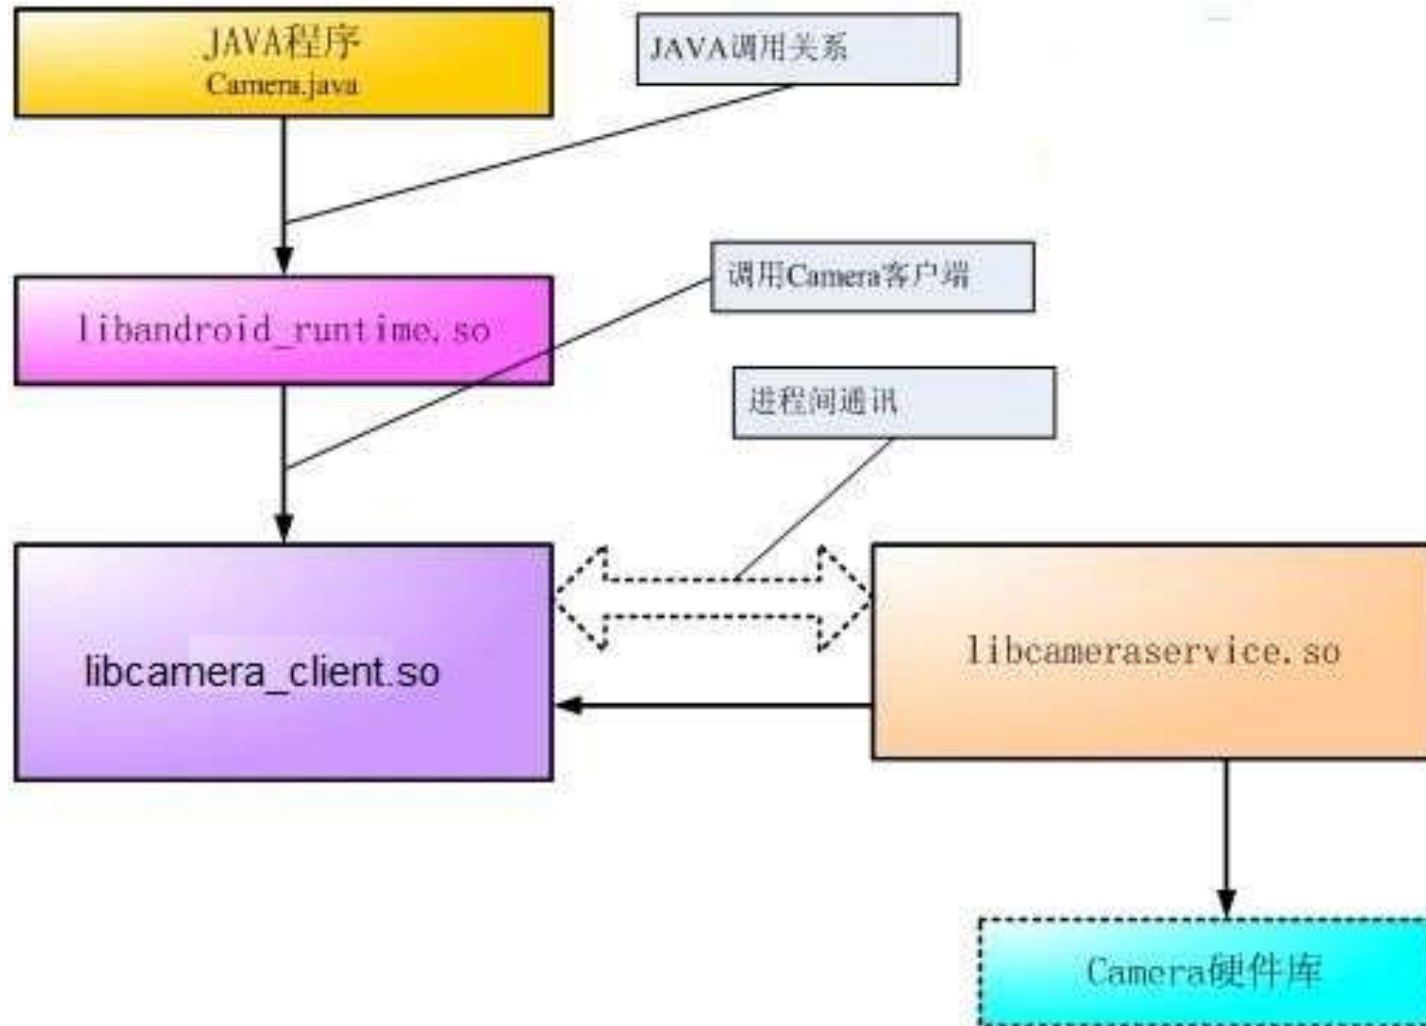 JAVA程序
Camera.java
JAVA调用关系
调用Camera客户端
libandroid_runtime.so
进程间通讯
libcamera_client.so
libcameraservice.so
Camera硬件库